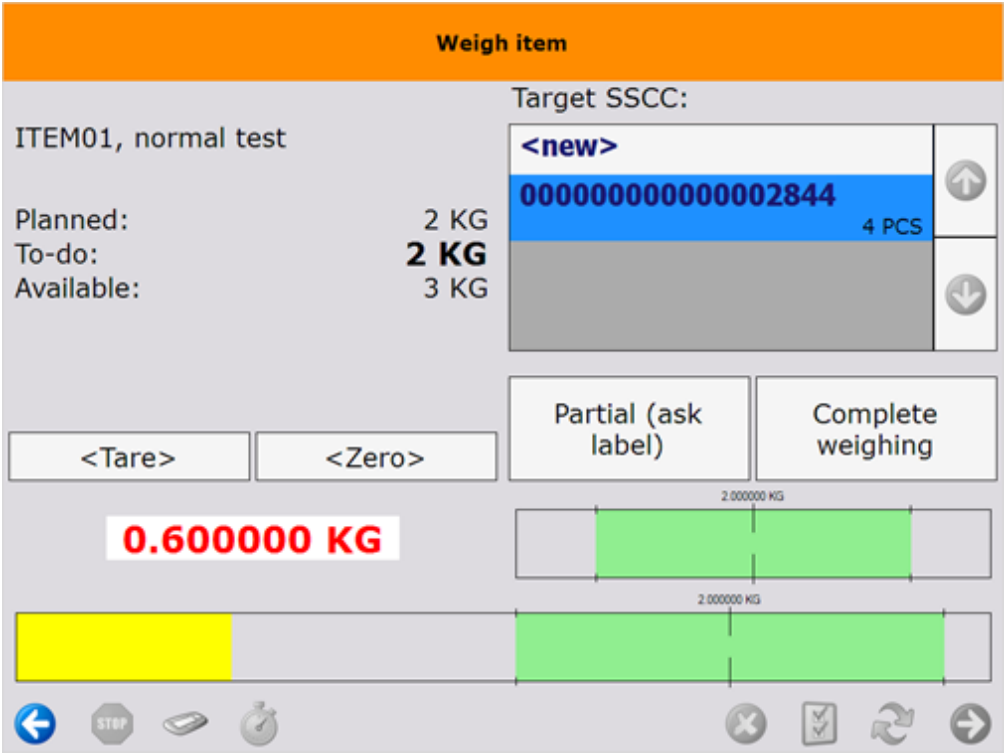 Weigh item
Target SSCC:
ITEM01, normal test
<new>
000000000000002844
4 PCS
Planned: 2 KG
To-do: 2 KG
Available: 3 KG
Partial (ask
label)
Complete
weighing
<Tare>
<Zero>
2.000000 KG
0.600000 KG
2.000000 KG
STOP